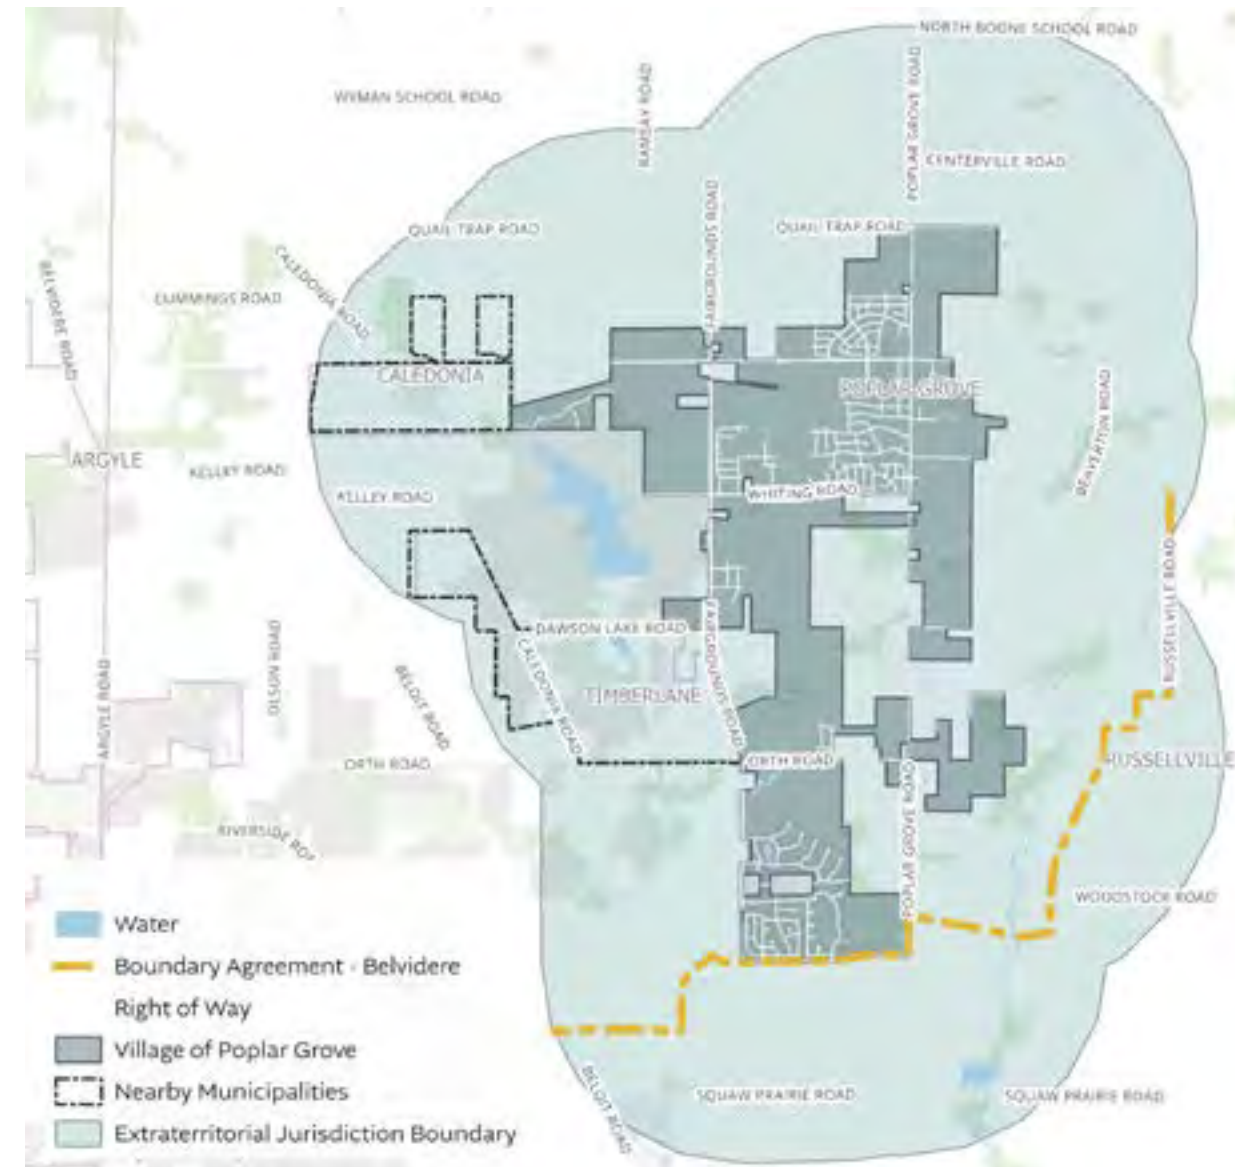 NORTH BOONE SCHOOL ROAD
WYMAN SCHOOL ROAD
RAMSAY ROAD
POPLAR GROVE ROAD
CENTERVILLE ROAD
QUAIL TRAP ROAD
QUAIL TRAP ROAD
FAIRGROUNDS ROAD
CALEDONIA ROAD
CUMMINGS ROAD
BELVIDERE ROAD
CALEDONIA
POPLAR GROVE
BEAVERTON ROAD
ARGYLE
KELLEY ROAD
KELLEY ROAD
WHITING ROAD
RUSSELLVILLE ROAD
DAWSON LAKE ROAD
OLSON ROAD
ARGYLE ROAD
BELOIT ROAD
CALEDONIA ROAD
TIMBERLANE
FAIRGROUNDS ROAD
ORTH ROAD
ORTH ROAD
RUSSELLVILLE
RIVERSIDE RO
POPLAR GROVE ROAD
WOODSTOCK ROAD
Water
Boundary Agreement - Belvidere
Right of Way
Village of Poplar Grove
Nearby Municipalities
Extraterritorial Jurisdiction Boundary
BELOIT ROAD
SQUAW PRAIRIE ROAD
SQUAW PRAIRIE ROAD